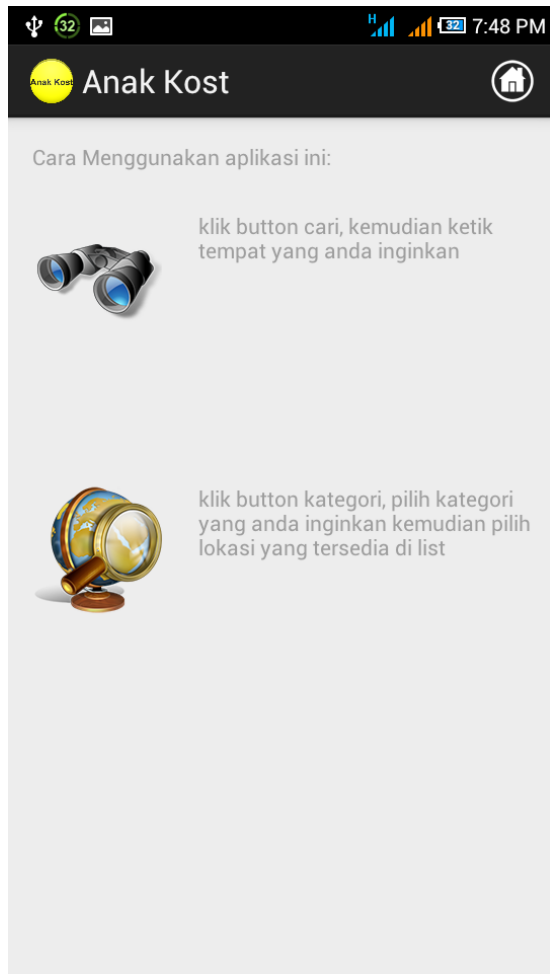 32 H 32 7:48 PM
Anak Kost Anak Kost
Cara Menggunakan aplikasi ini:
klik button cari, kemudian ketik
tempat yang anda inginkan
klik button kategori, pilih kategori
yang anda inginkan kemudian pilih
lokasi yang tersedia di list